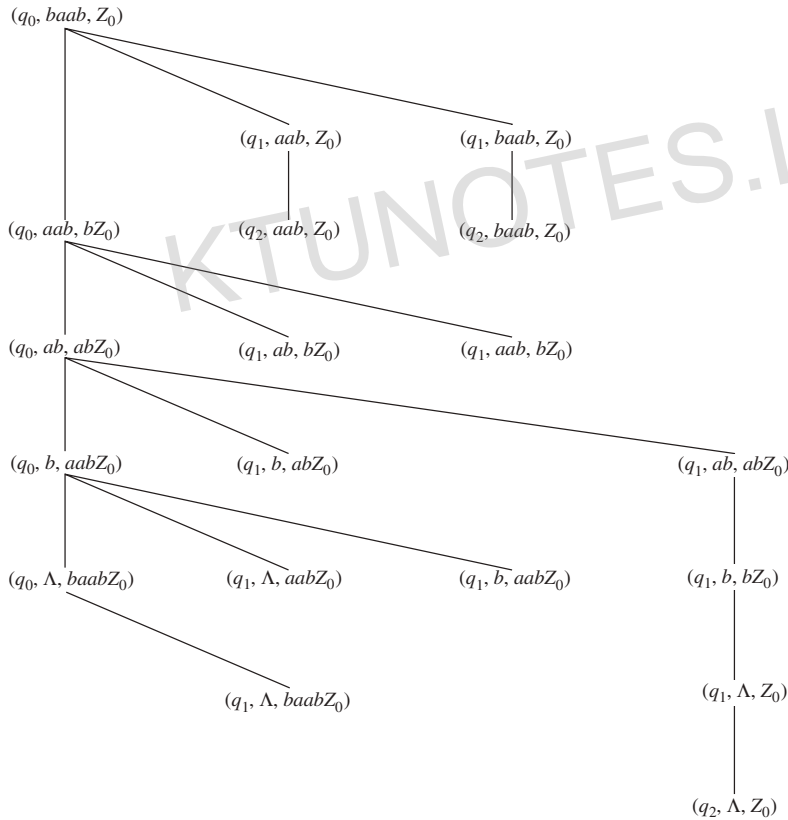 (q₀, baab, Z₀)
(q₁, aab, Z₀) (q₁, baab, Z₀)
KTUNOTES.I
(q₀, aab, bZ₀) (q₂, aab, Z₀) (q₂, baab, Z₀)
(q₀, ab, abZ₀) (q₁, ab, bZ₀) (q₁, aab, bZ₀)
(q₀, b, aabZ₀) (q₁, b, abZ₀) (q₁, ab, abZ₀)
(q₀, Λ, baabZ₀) (q₁, Λ, aabZ₀) (q₁, b, aabZ₀) (q₁, b, bZ₀)
(q₁, Λ, baabZ₀) (q₁, Λ, Z₀)
(q₂, Λ, Z₀)